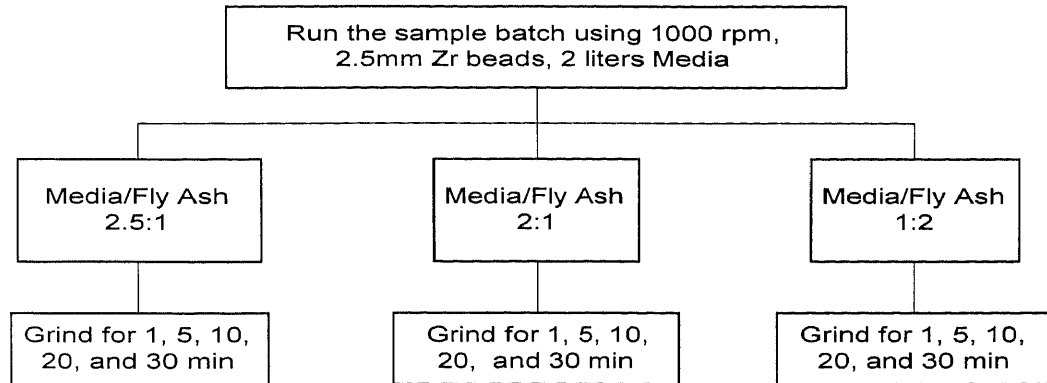 Run the sample batch using 1000 rpm,
2.5mm Zr beads, 2 liters Media
Media/Fly Ash
2.5:1
Media/Fly Ash
2:1
Media/Fly Ash
1:2
Grind for 1, 5, 10,
20, and 30 min
Grind for 1, 5, 10,
20, and 30 min
Grind for 1, 5, 10,
20, and 30 min